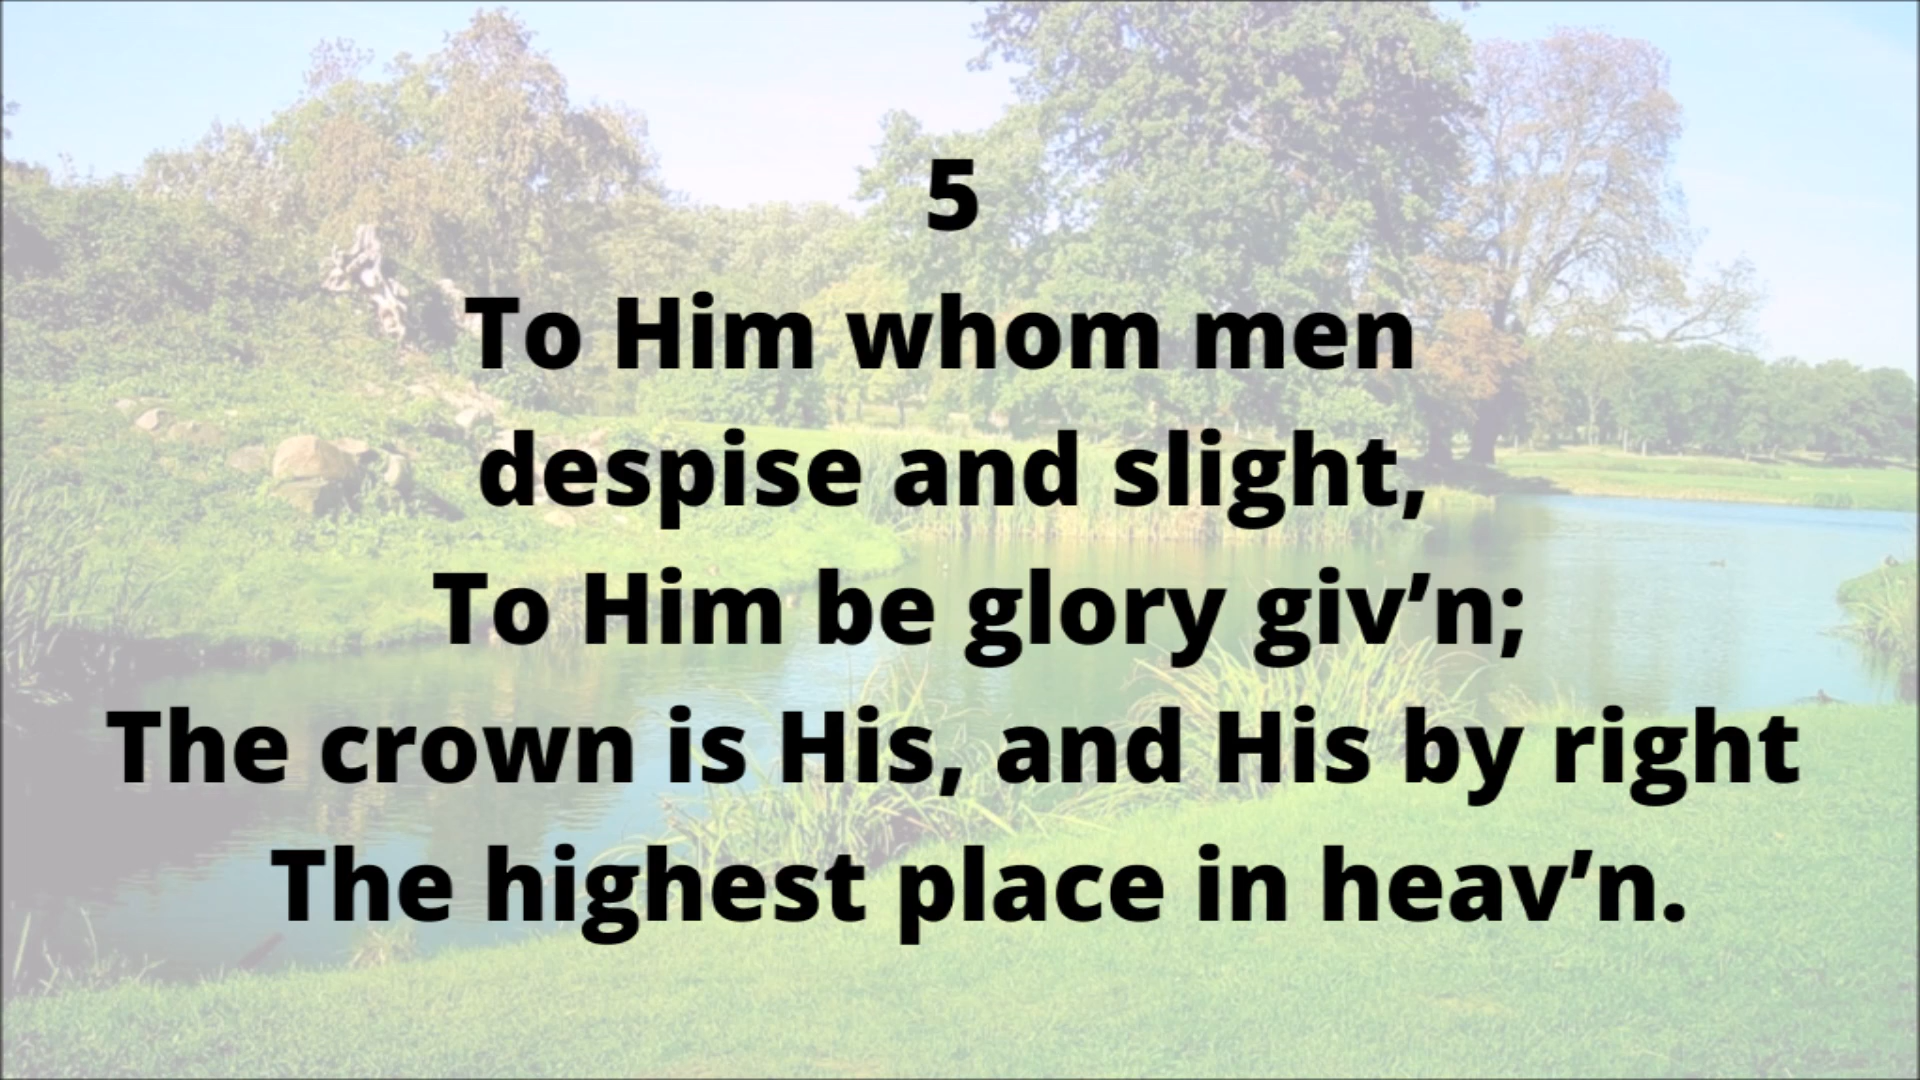 5
To Him whom men
despise and slight,
To Him be glory giv’n;
The crown is His, and His by right
The highest place in heav’n.